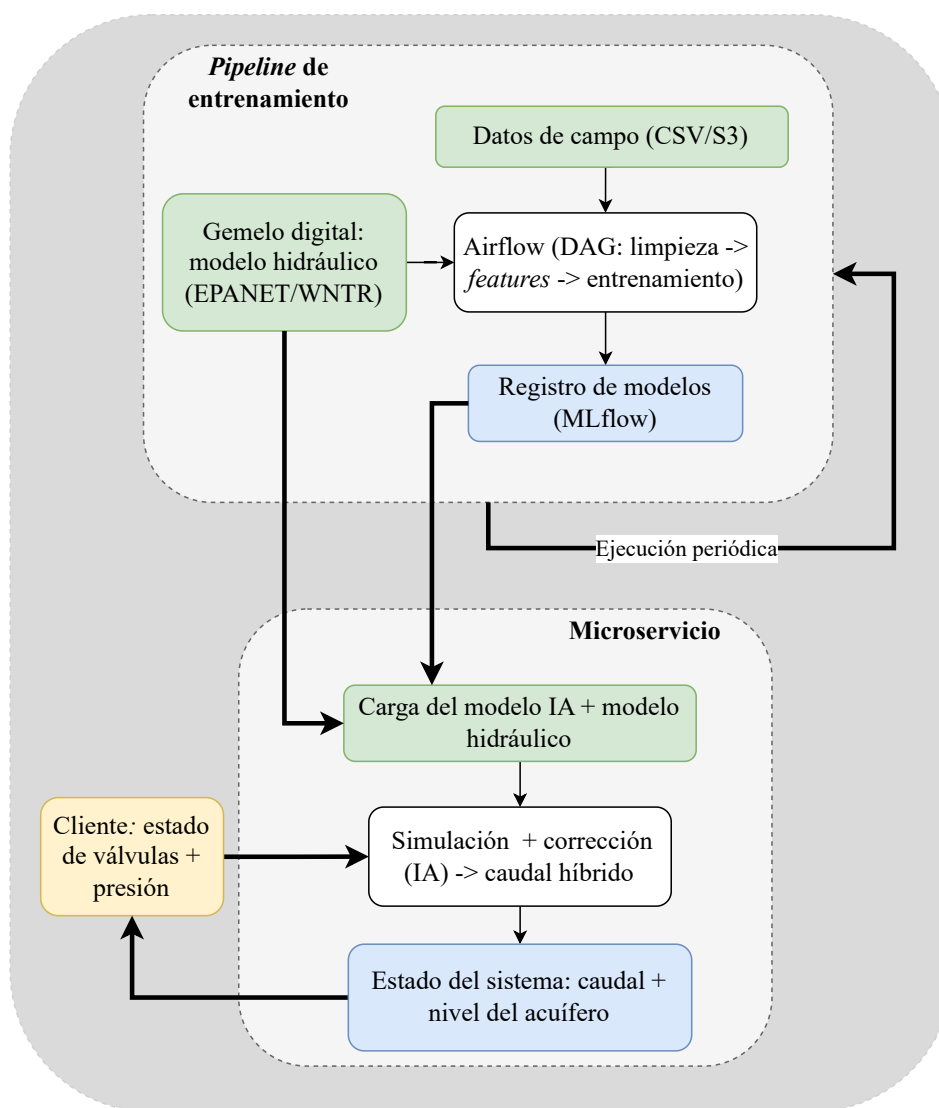 Pipeline de
entrenamiento
Datos de campo (CSV/S3)
Gemelo digital:
modelo hidráulico
(EPANET/WNTR)
Airflow (DAG: limpieza ->
features -> entrenamiento)
Registro de modelos
(MLflow)
Ejecución periódica
Microservicio
Carga del modelo IA + modelo
hidráulico
Cliente: estado
de válvulas +
presión
Simulación + corrección
(IA) -> caudal híbrido
Estado del sistema: caudal +
nivel del acuífero